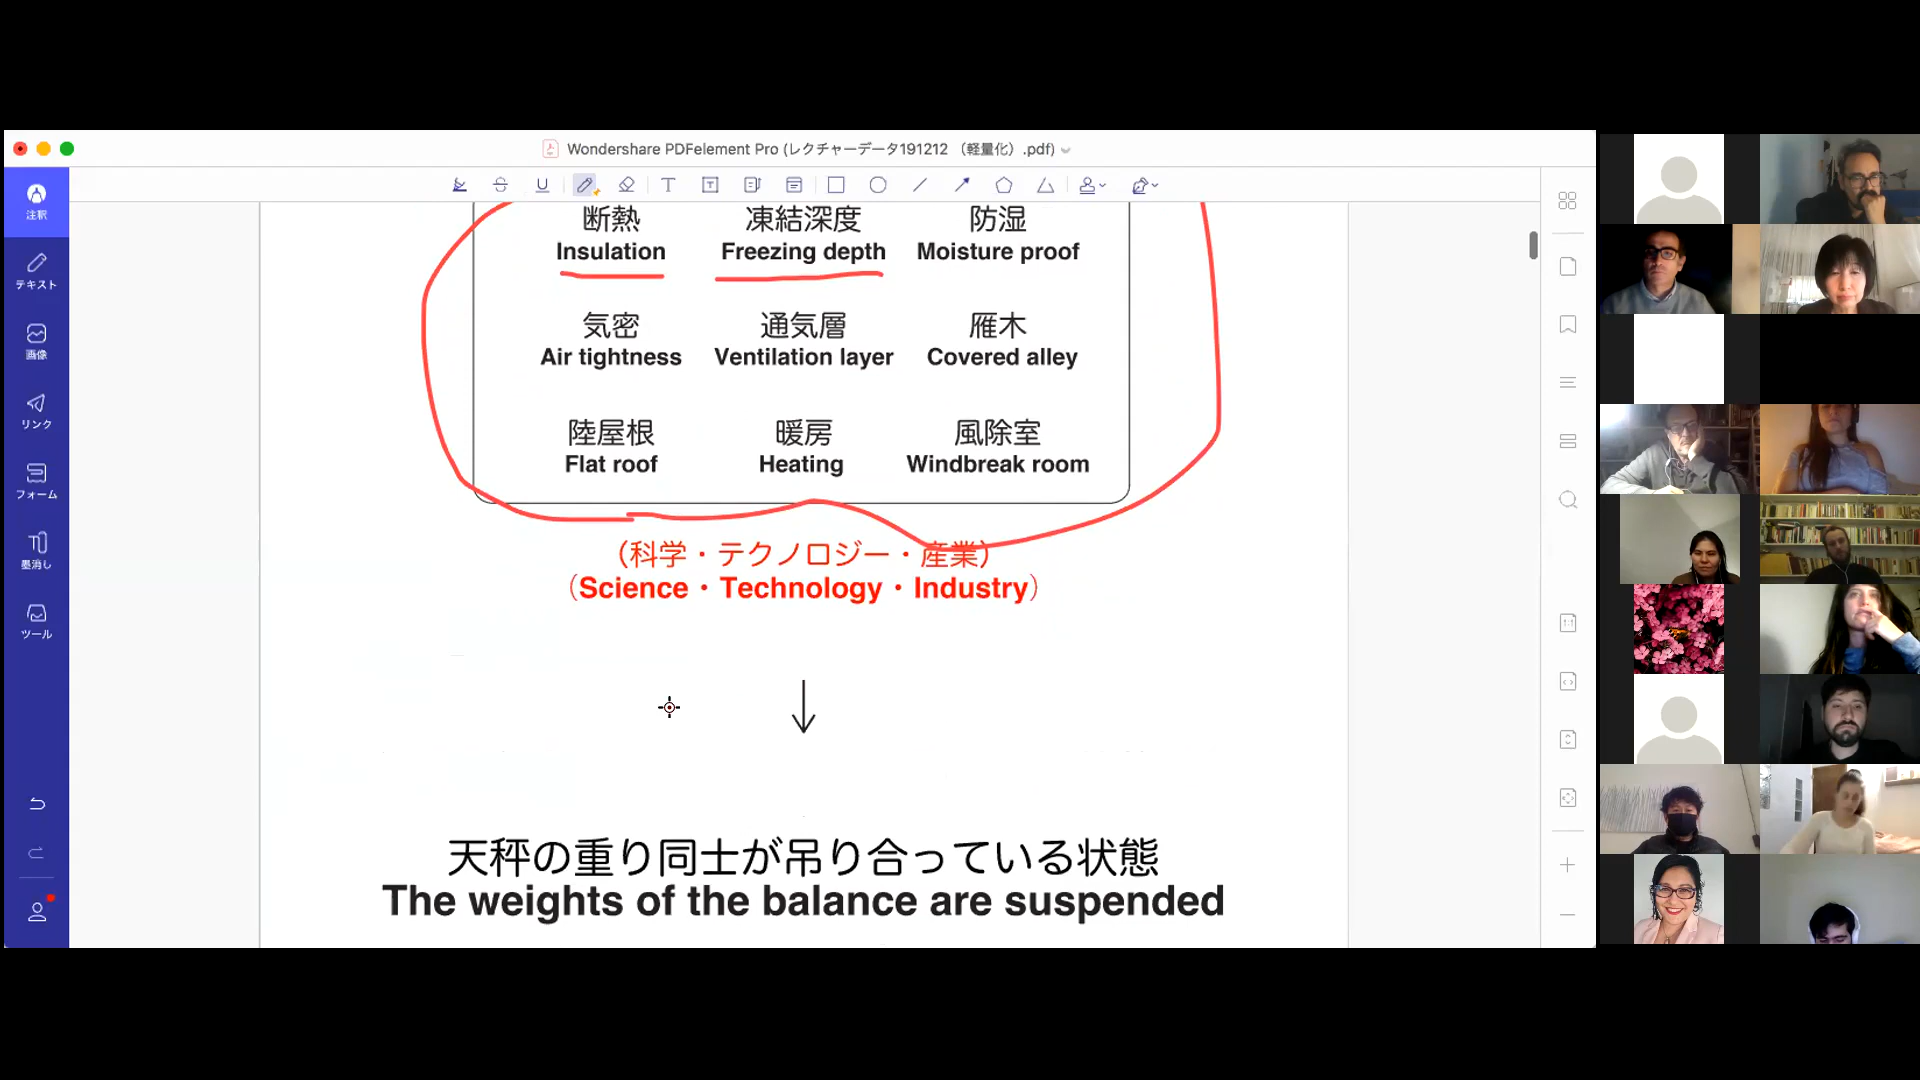 Wondershare PDFelement Pro (レクチャーデータ191212 （軽量化）.pdf)
注釈
テキスト
画像
リンク
フォーム
墨消し
ツール
断熱 凍結深度 防湿
Insulation Freezing depth Moisture proof
気密 通気層 雁木
Air tightness Ventilation layer Covered alley
陸屋根 暖房 風除室
Flat roof Heating Windbreak room
（科学・テクノロジー・産業）
（Science・Technology・Industry）
天秤の重り同士が吊り合っている状態
The weights of the balance are suspended